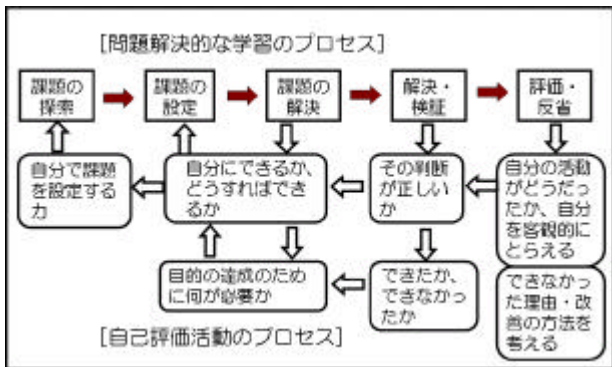 [問題解決的な学習のプロセス]
課題の
探索
課題の
設定
課題の
解決
解決・
検証
評価・
反省
自分で課題
を設定する
力
自分にできるか、
どうすればでき
るか
その判断
が正しい
か
自分の活動
がどうだっ
たか、自分
を客観的に
とらえる
目的の達成のため
に何が必要か
できたか、
できなかっ
たか
できなかっ
た理由・改
善の方法を
考える
[自己評価活動のプロセス]